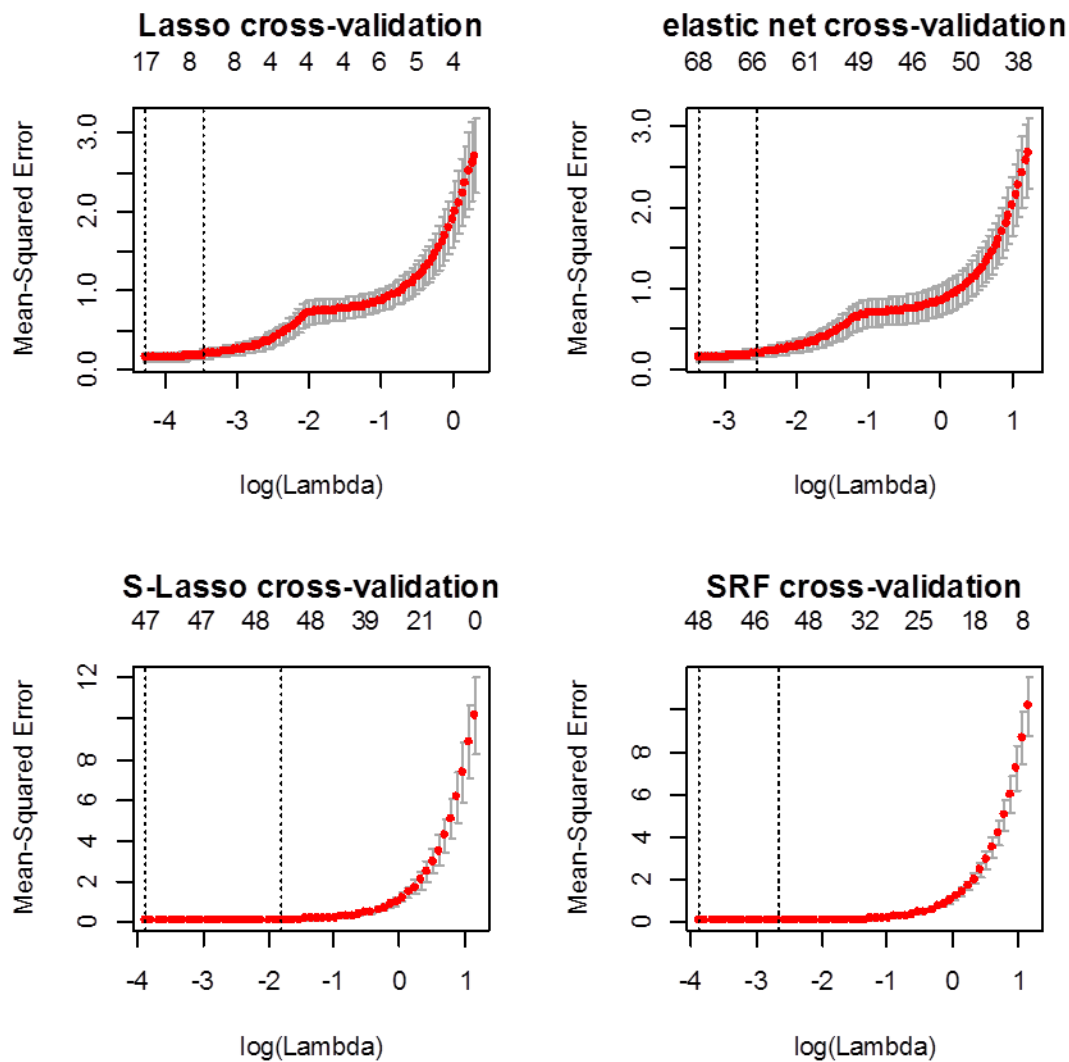 Lasso cross-validation
17 8 8 4 4 4 6 5 4
Mean-Squared Error
0.0 1.0 2.0 3.0
-4 -3 -2 -1 0
log(Lambda)
elastic net cross-validation
68 66 61 49 46 50 38
Mean-Squared Error
0.0 1.0 2.0 3.0
-3 -2 -1 0 1
log(Lambda)
S-Lasso cross-validation
47 47 48 48 39 21 0
Mean-Squared Error
0 2 4 6 8 12
-4 -3 -2 -1 0 1
log(Lambda)
SRF cross-validation
48 46 48 32 25 18 8
Mean-Squared Error
0 2 4 6 8
-4 -3 -2 -1 0 1
log(Lambda)